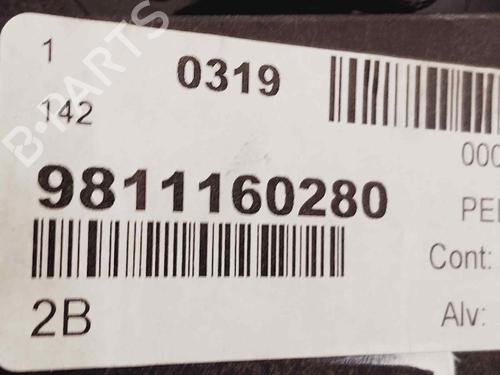 1
0319
142
000
9811160280
PE
Cont:
2B
Alv:
B-PARTS